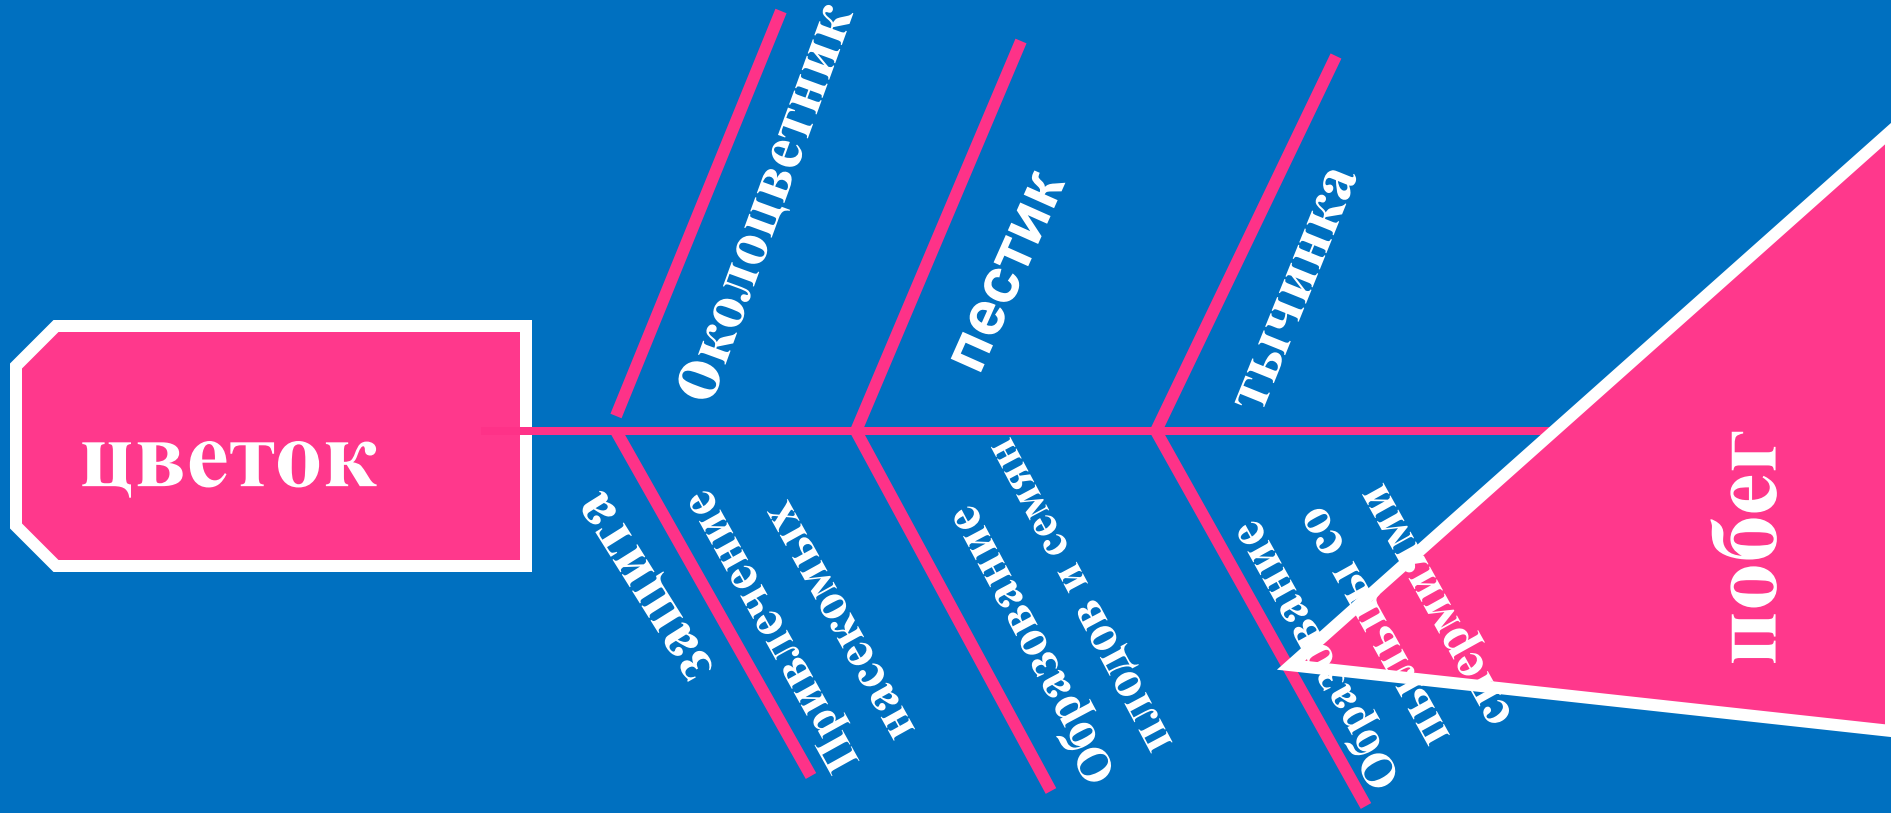 Околоцветник
пестик
тычинка
цветок
защита
Привлечение
насекомых
Образование
плодов и семян
Образование
пыльцы со
спермиями
побег